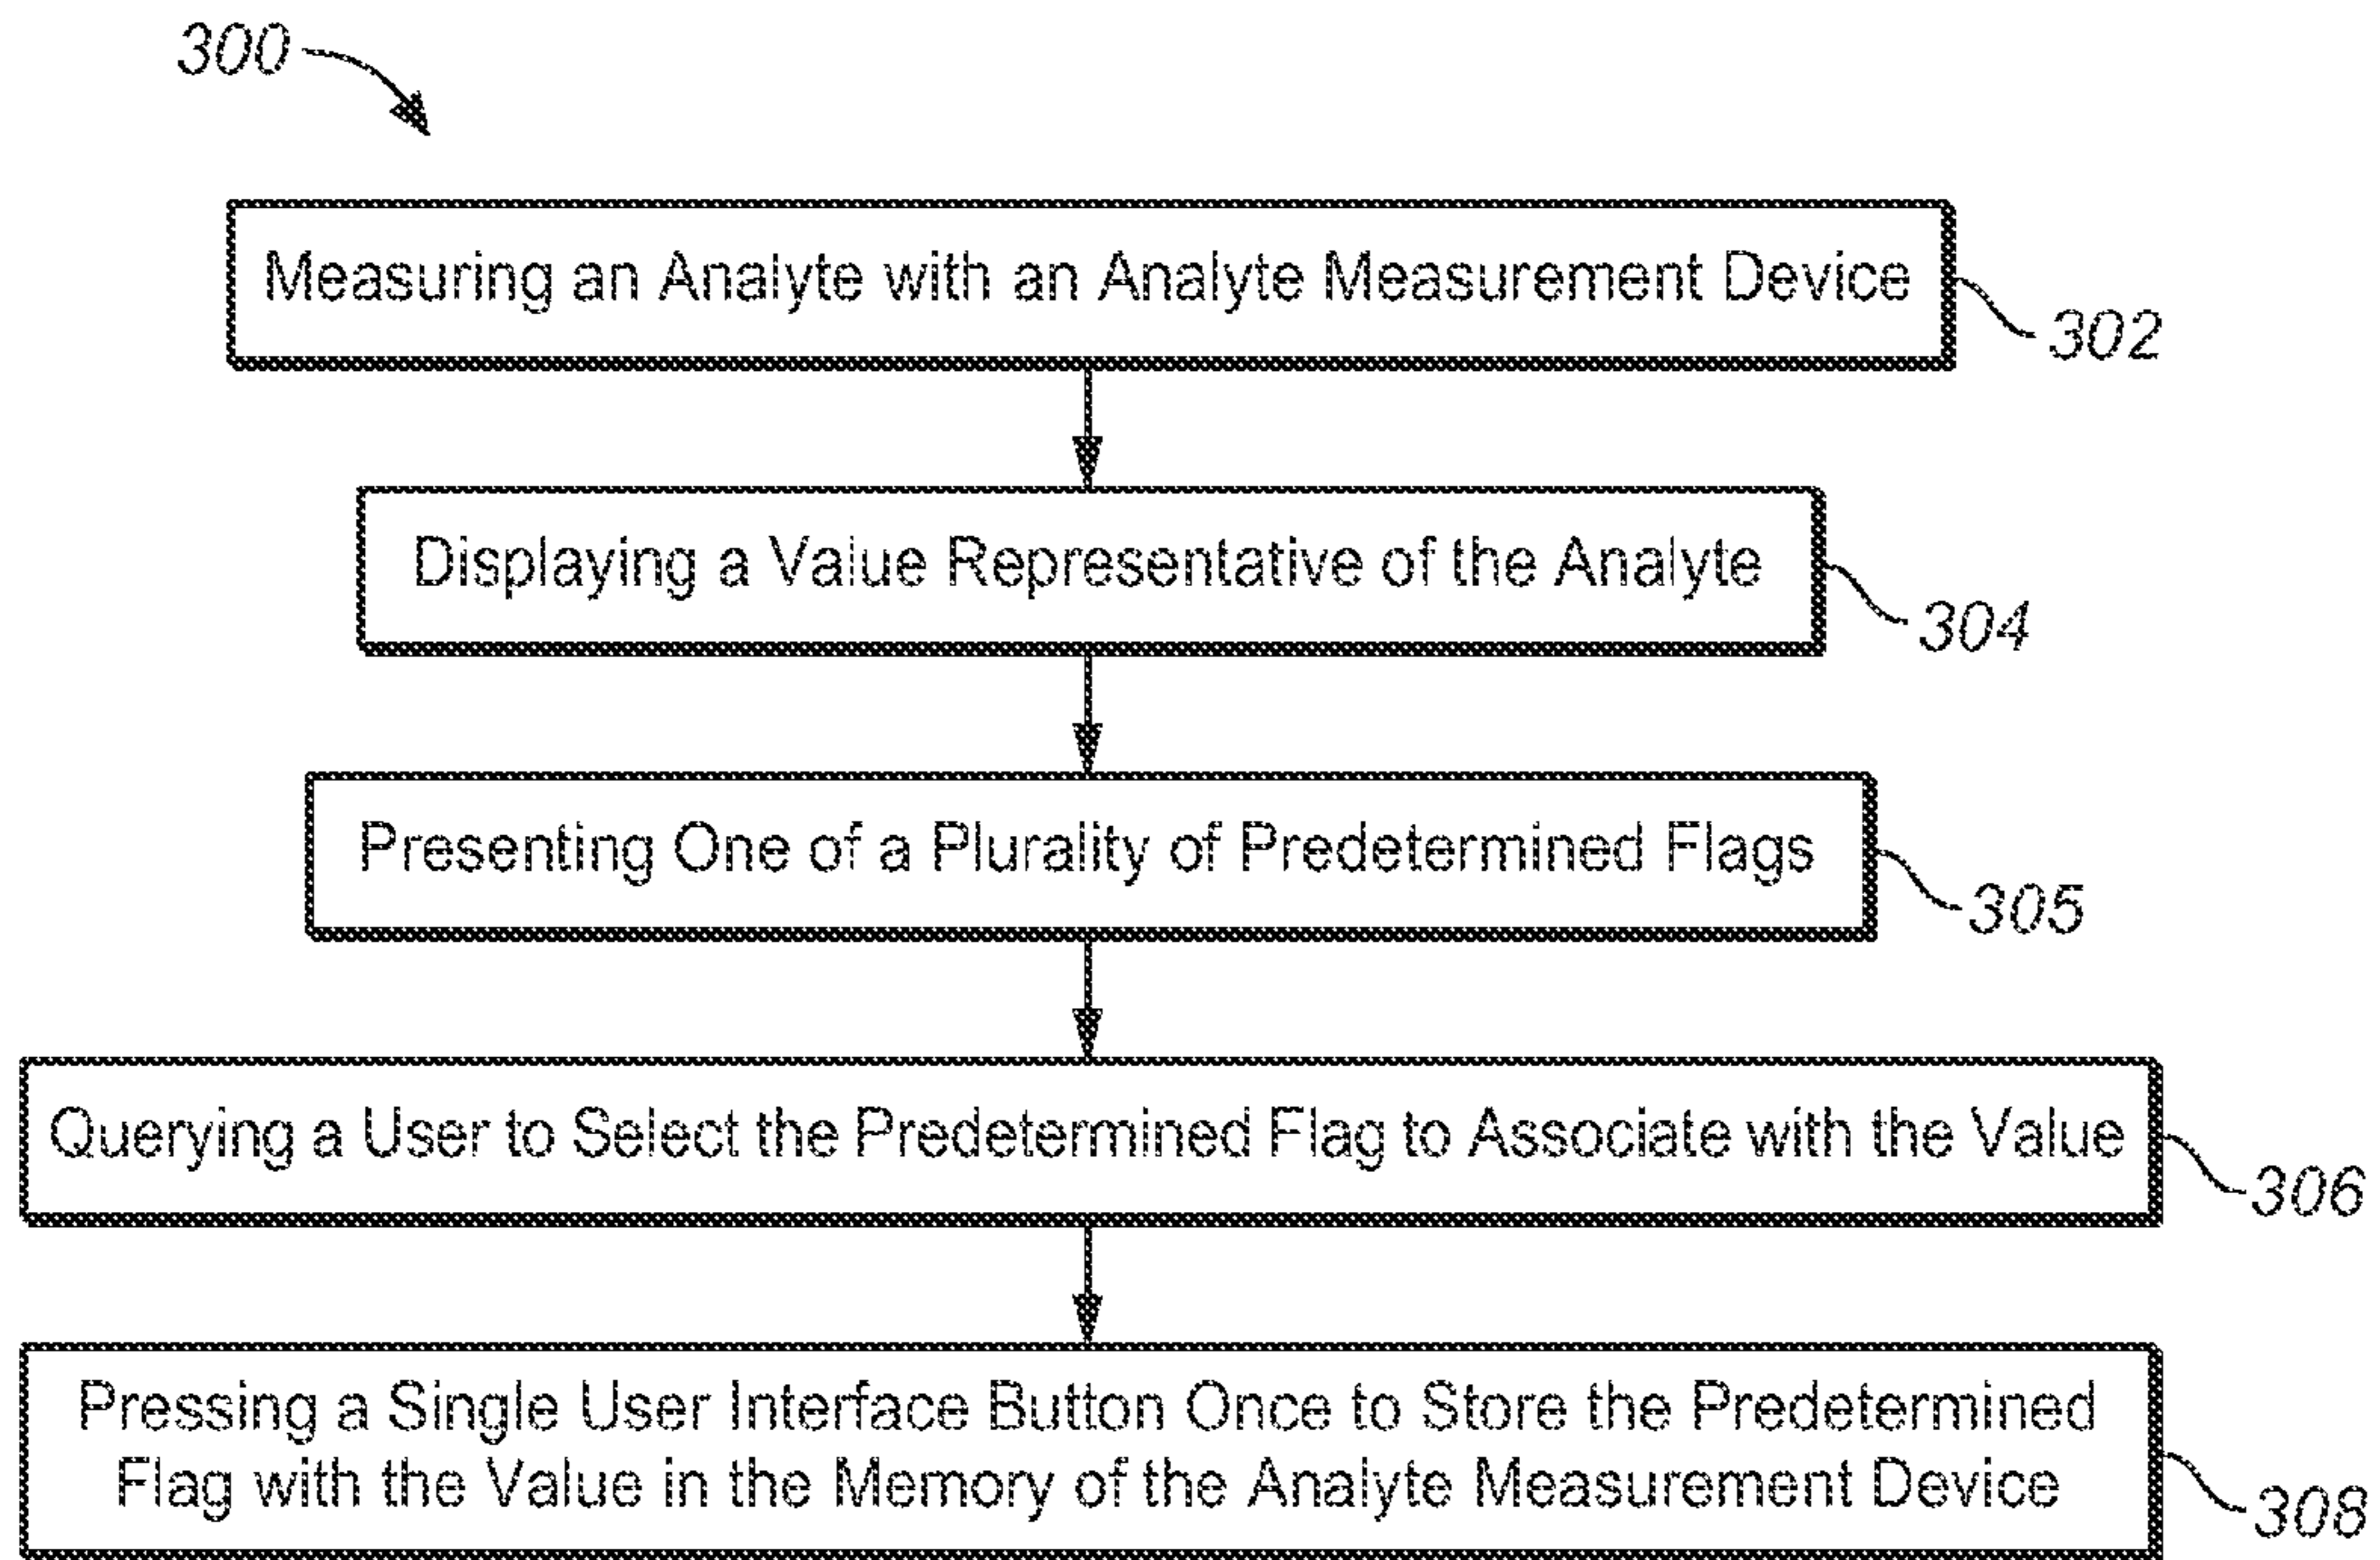 300
Measuring an Analyte with an Analyte Measurement Device
302
Displaying a Value Representative of the Analyte
304
Presenting One of a Plurality of Predetermined Flags
305
Querying a User to Select the Predetermined Flag to Associate with the Value
306
Pressing a Single User Interface Button Once to Store the Predetermined
Flag with the Value in the Memory of the Analyte Measurement Device
308